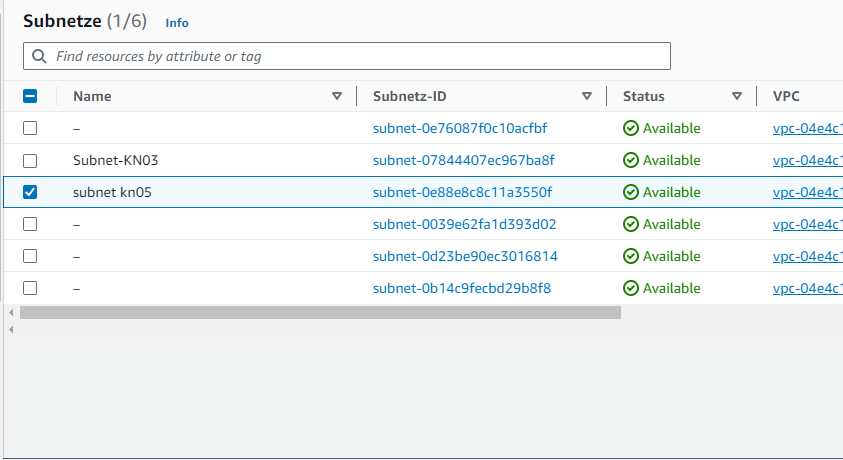 Subnetze (1/6) Info
Find resources by attribute or tag
Name Subnetz-ID Status VPC
– subnet-0e76087f0c10acfbf Available vpc-04e4c1
Subnet-KN03 subnet-07844407ec967ba8f Available vpc-04e4c1
subnet kn05 subnet-0e88e8c8c11a3550f Available vpc-04e4c1
– subnet-0039e62fa1d393d02 Available vpc-04e4c1
– subnet-0d23be90ec3016814 Available vpc-04e4c1
– subnet-0b14c9fecbd29b8f8 Available vpc-04e4c1